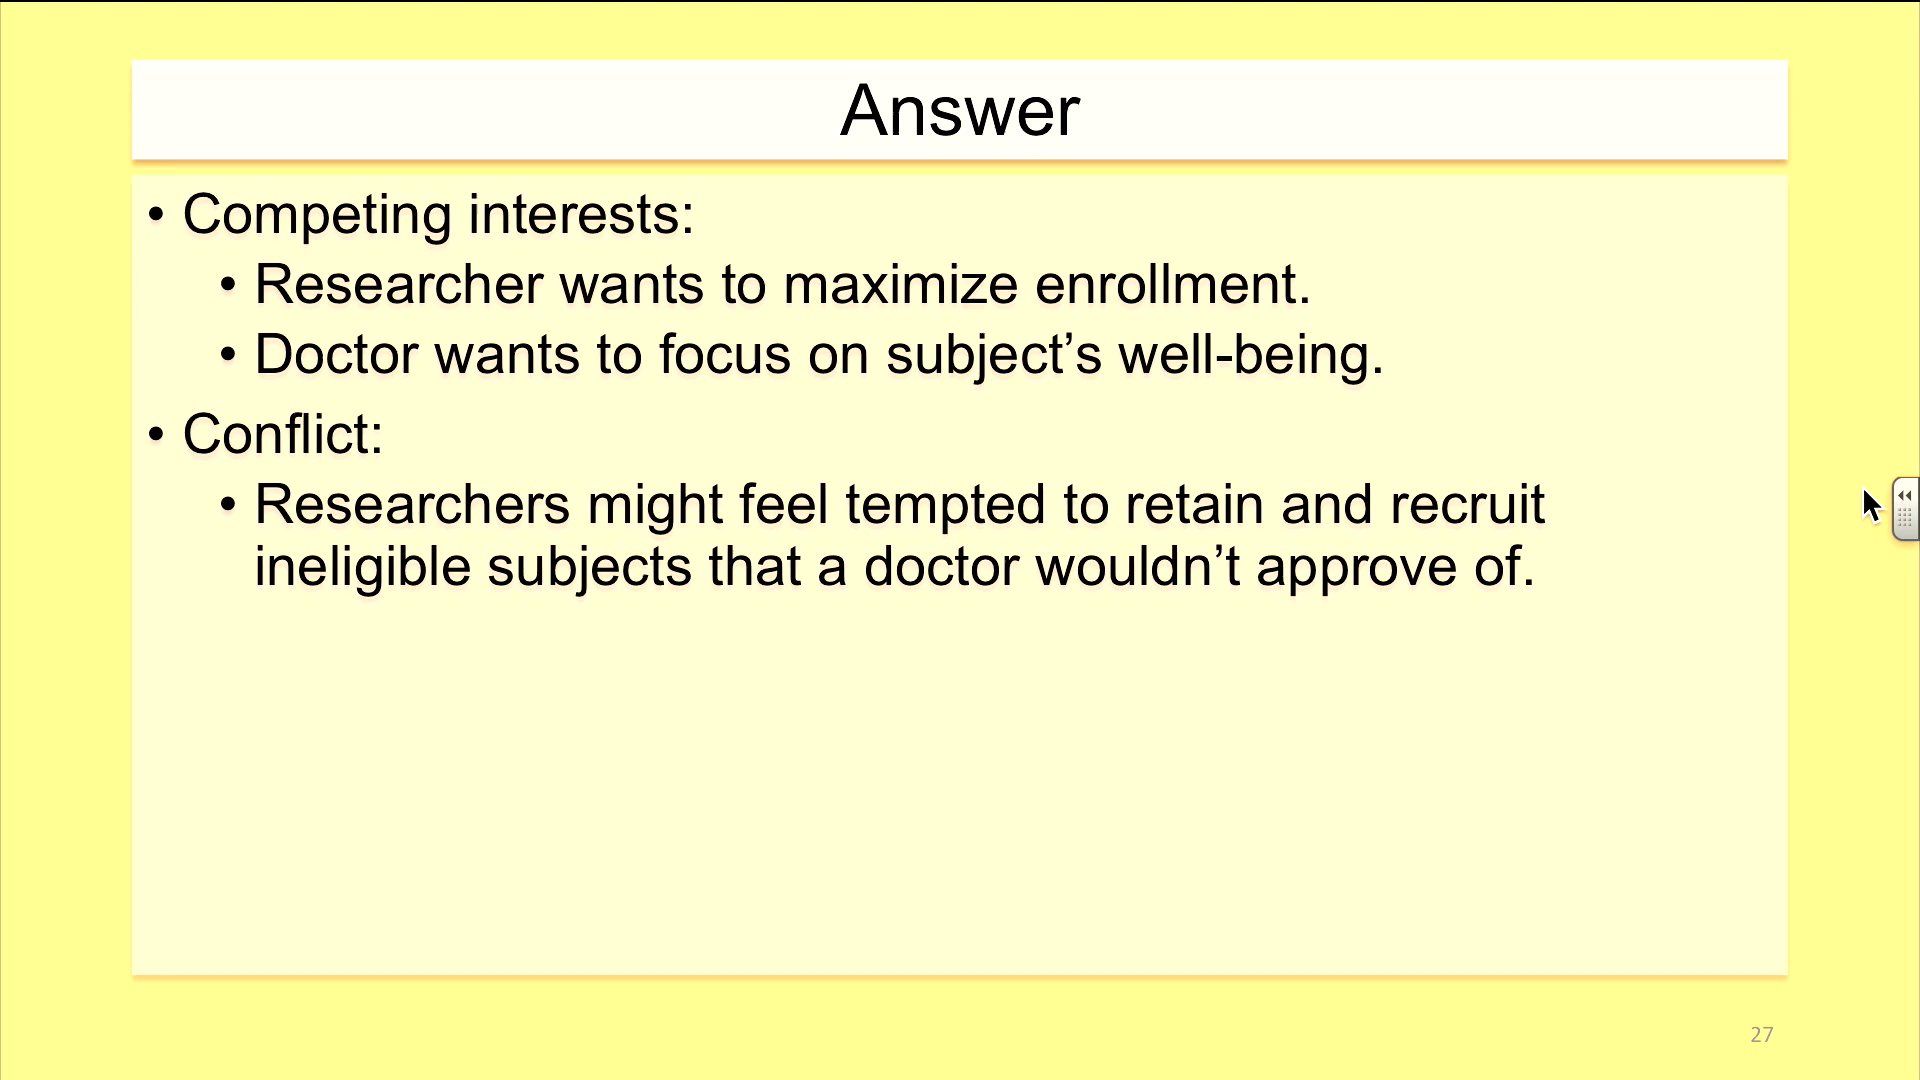 Answer
• Competing interests:
• Researcher wants to maximize enrollment.
• Doctor wants to focus on subject’s well-being.
• Conflict:
• Researchers might feel tempted to retain and recruit
ineligible subjects that a doctor wouldn’t approve of.
27